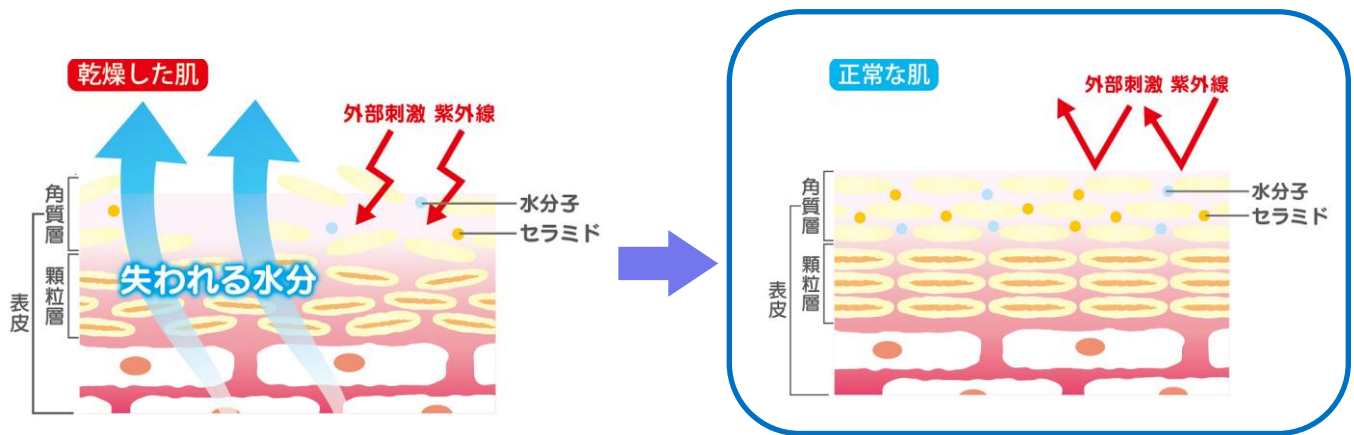 乾燥した肌
外部刺激 紫外線
角質層
水分子
セラミド
失われる水分
顆粒層
表皮
正常な肌
外部刺激 紫外線
角質層
水分子
セラミド
顆粒層
表皮